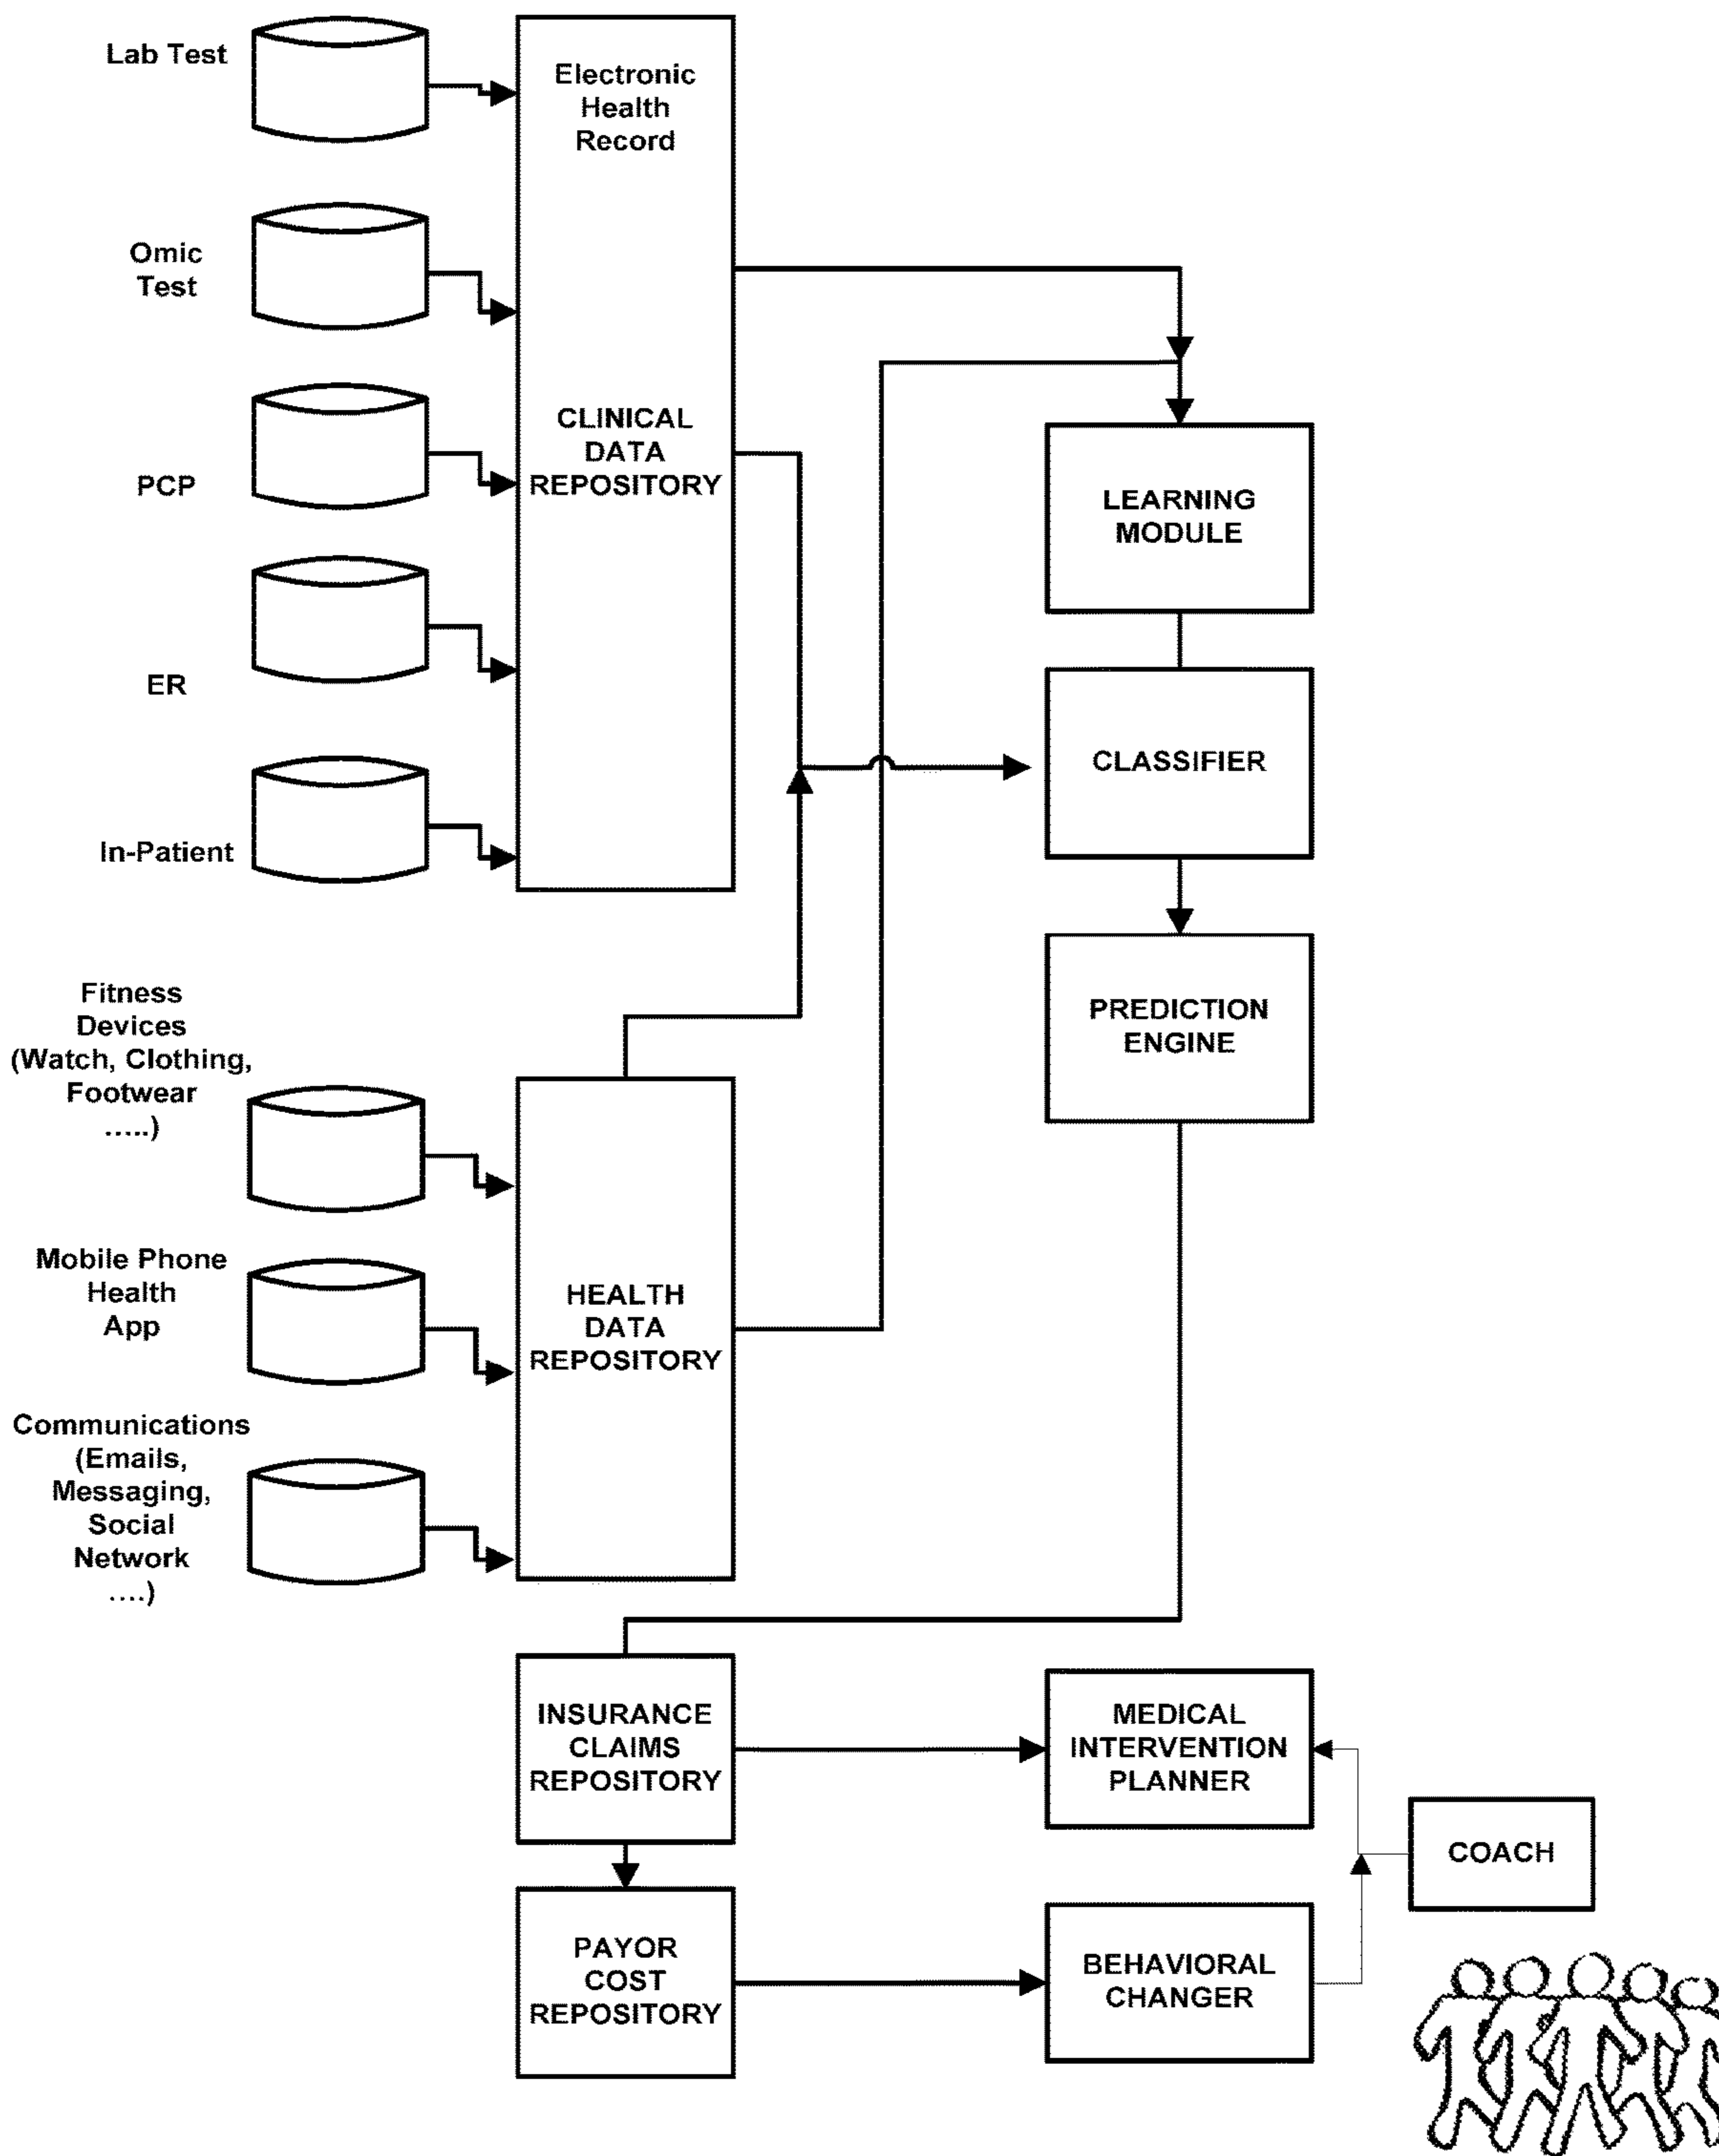 Lab Test
Electronic
Health
Record
Omic
Test
PCP
CLINICAL
DATA
REPOSITORY
LEARNING
MODULE
ER
CLASSIFIER
In-Patient
PREDICTION
ENGINE
Fitness
Devices
(Watch, Clothing,
Footwear
.....)
Mobile Phone
Health
App
HEALTH
DATA
REPOSITORY
Communications
(Emails,
Messaging,
Social
Network
....)
INSURANCE
CLAIMS
REPOSITORY
MEDICAL
INTERVENTION
PLANNER
COACH
PAYOR
COST
REPOSITORY
BEHAVIORAL
CHANGER